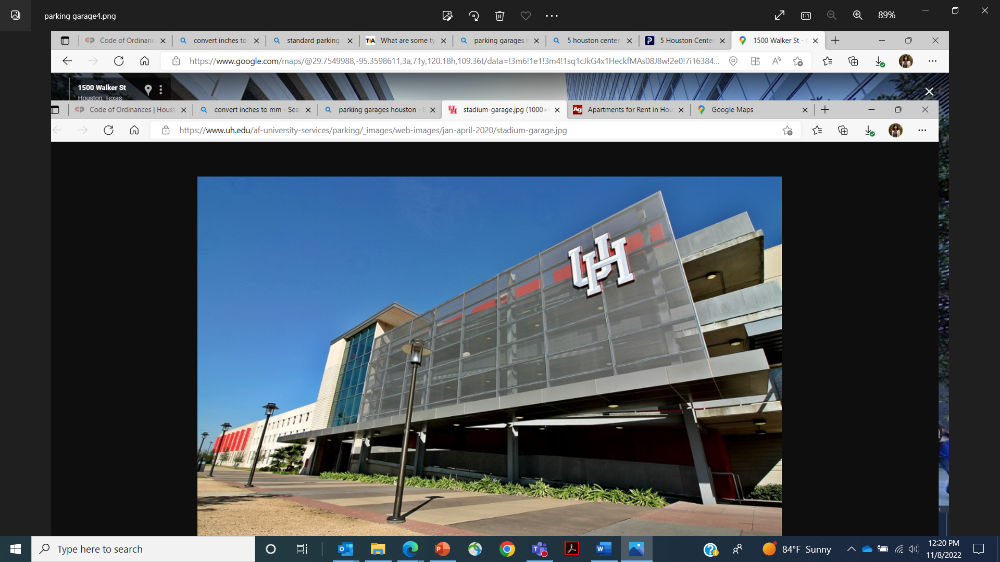 parking garage4.png
89%
Code of Ordinanc
convert inches to
standard parking
What are some ty
parking garages h
5 houston center
5 Houston Center
1500 Walker St -
https://www.google.com/maps/@29.7549988,-95.3598611,3a,71y,120.18h,109.36t/data=!3m6!1e1!3m4!1sq1cJkG4x1HeckfMAs08J8w!2e0!7i16384...
1500 Walker St
Houston, Texas
Code of Ordinances | Houst
convert inches to mm - Sea
parking garages houston -
stadium-garage.jpg (1000×
Apartments for Rent in Hou
Google Maps
https://www.uh.edu/af-university-services/parking/_images/web-images/jan-april-2020/stadium-garage.jpg
UH
Type here to search
84°F Sunny
12:20 PM
11/8/2022